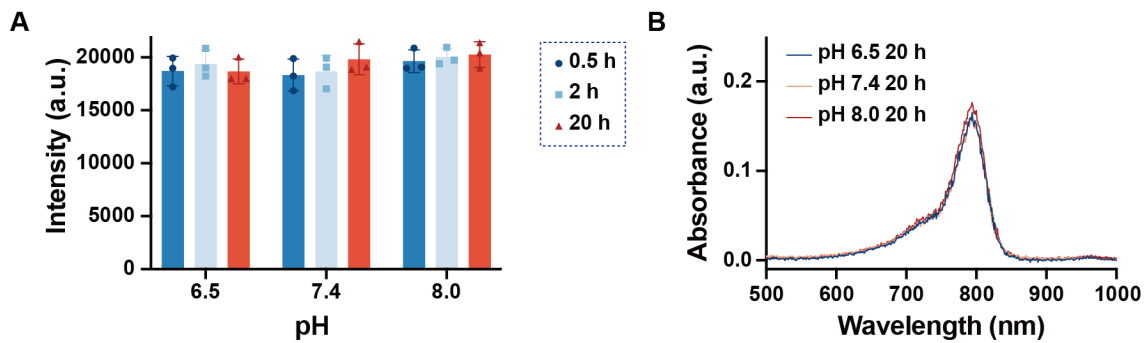 A
Intensity (a.u.)
20000
15000
10000
5000
0
6.5 7.4 8.0
pH
0.5 h
2 h
20 h
B
Absorbance (a.u.)
0.2
0.1
0.0
pH 6.5 20 h
pH 7.4 20 h
pH 8.0 20 h
500 600 700 800 900 1000
Wavelength (nm)